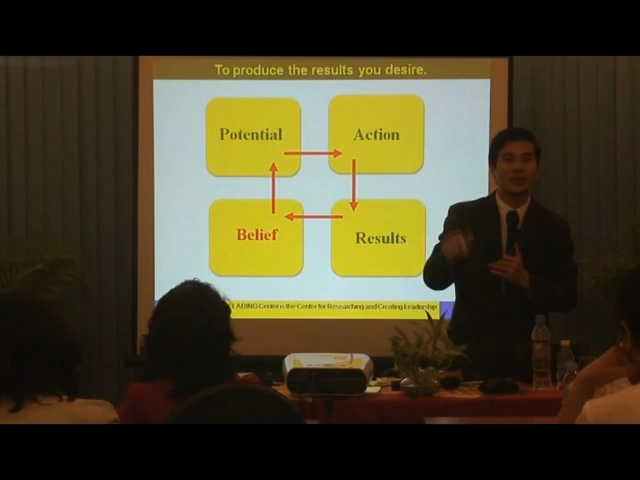 To produce the results you desire.
Potential
Action
Belief
Results
LEADING Center is the Center for Researching and Creating Leadership